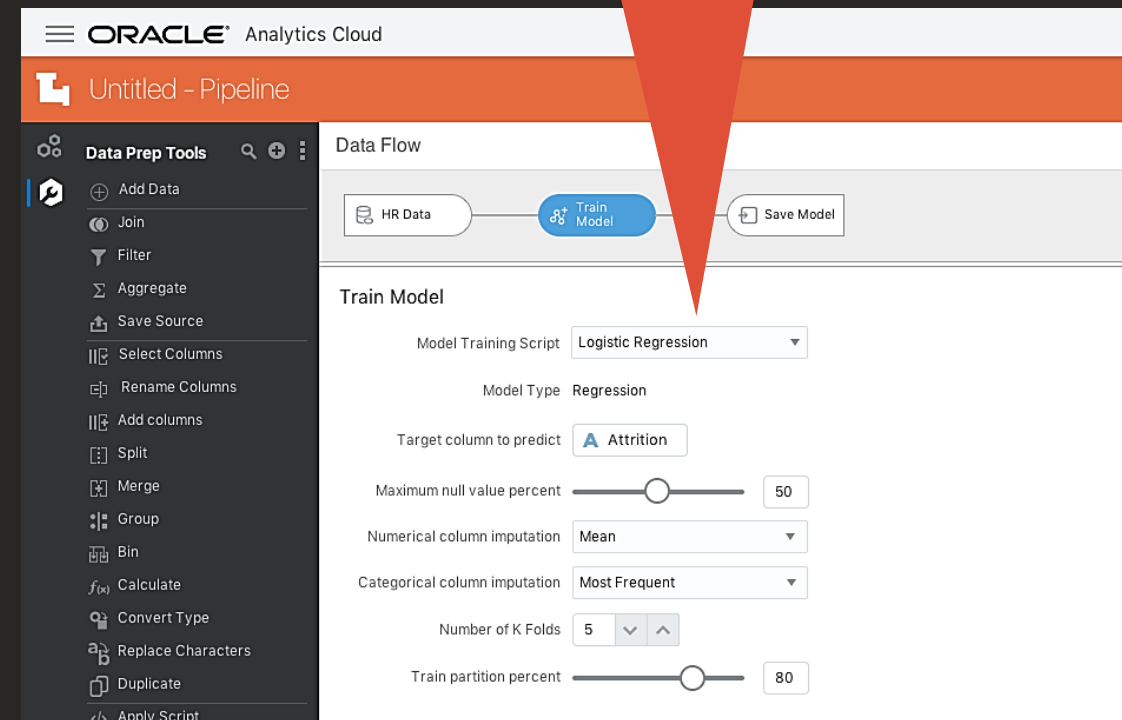 ORACLE® Analytics Cloud
Untitled - Pipeline
Data Prep Tools
Add Data
Join
Filter
Aggregate
Save Source
Select Columns
Rename Columns
Add columns
Split
Merge
Group
Bin
f(x) Calculate
Convert Type
Replace Characters
Duplicate
Apply Script
Data Flow
HR Data
Train
Model
Save Model
Train Model
Model Training Script Logistic Regression
Model Type Regression
Target column to predict A Attrition
Maximum null value percent 50
Numerical column imputation Mean
Categorical column imputation Most Frequent
Number of K Folds 5
Train partition percent 80